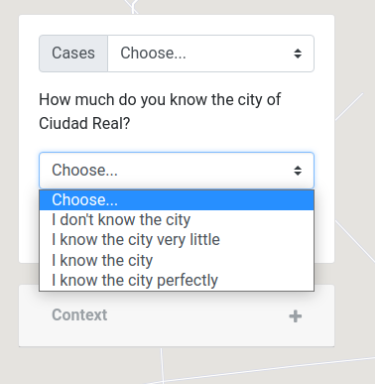 Cases Choose...
How much do you know the city of
Ciudad Real?
Choose...
Choose...
I don't know the city
I know the city very little
I know the city
I know the city perfectly
Context +